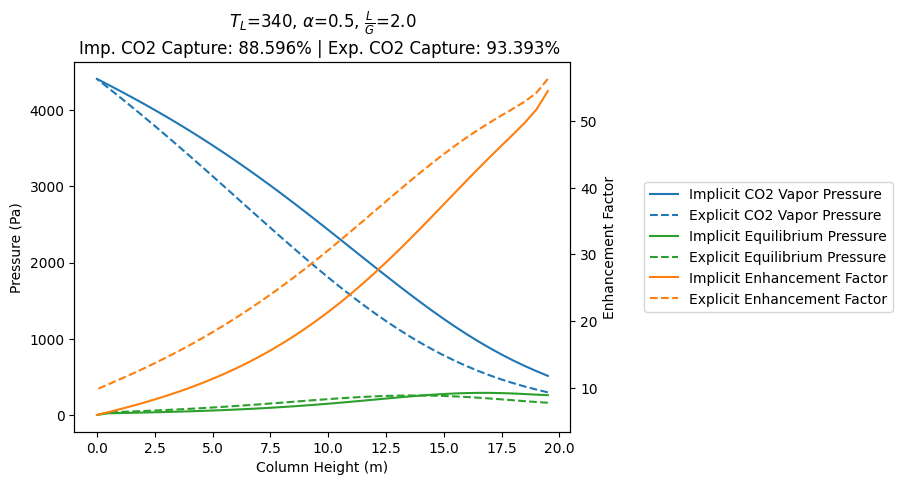 T_L=340, α=0.5, L/G=2.0
Imp. CO2 Capture: 88.596% | Exp. CO2 Capture: 93.393%
Pressure (Pa)
4000
3000
2000
1000
0
0.0 2.5 5.0 7.5 10.0 12.5 15.0 17.5 20.0
Column Height (m)
50
40
30
20
10
Enhancement Factor
Implicit CO2 Vapor Pressure
Explicit CO2 Vapor Pressure
Implicit Equilibrium Pressure
Explicit Equilibrium Pressure
Implicit Enhancement Factor
Explicit Enhancement Factor